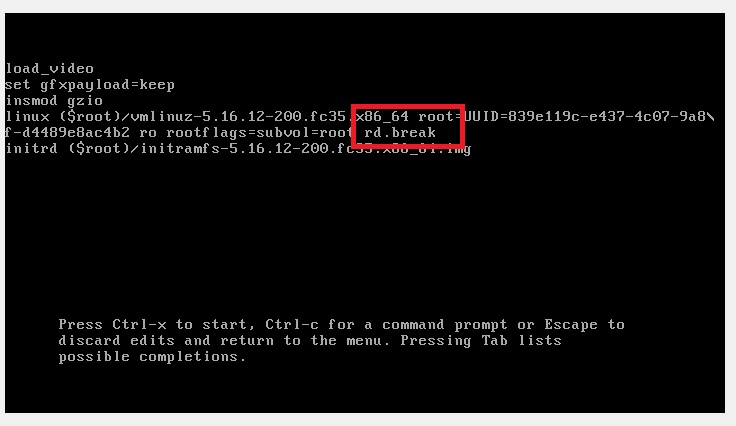 load_video
set gfxpayload=keep
insmod gzio
linux ($root)/vmlinuz-5.16.12-200.fc35.x86_64 root=UUID=839e119c-e437-4c07-9a8\
f-d4489e8ac4b2 ro rootflags=subvol=root rd.break
initrd ($root)/initramfs-5.16.12-200.fc35.x86_64.img
Press Ctrl-x to start, Ctrl-c for a command prompt or Escape to
discard edits and return to the menu. Pressing Tab lists
possible completions.